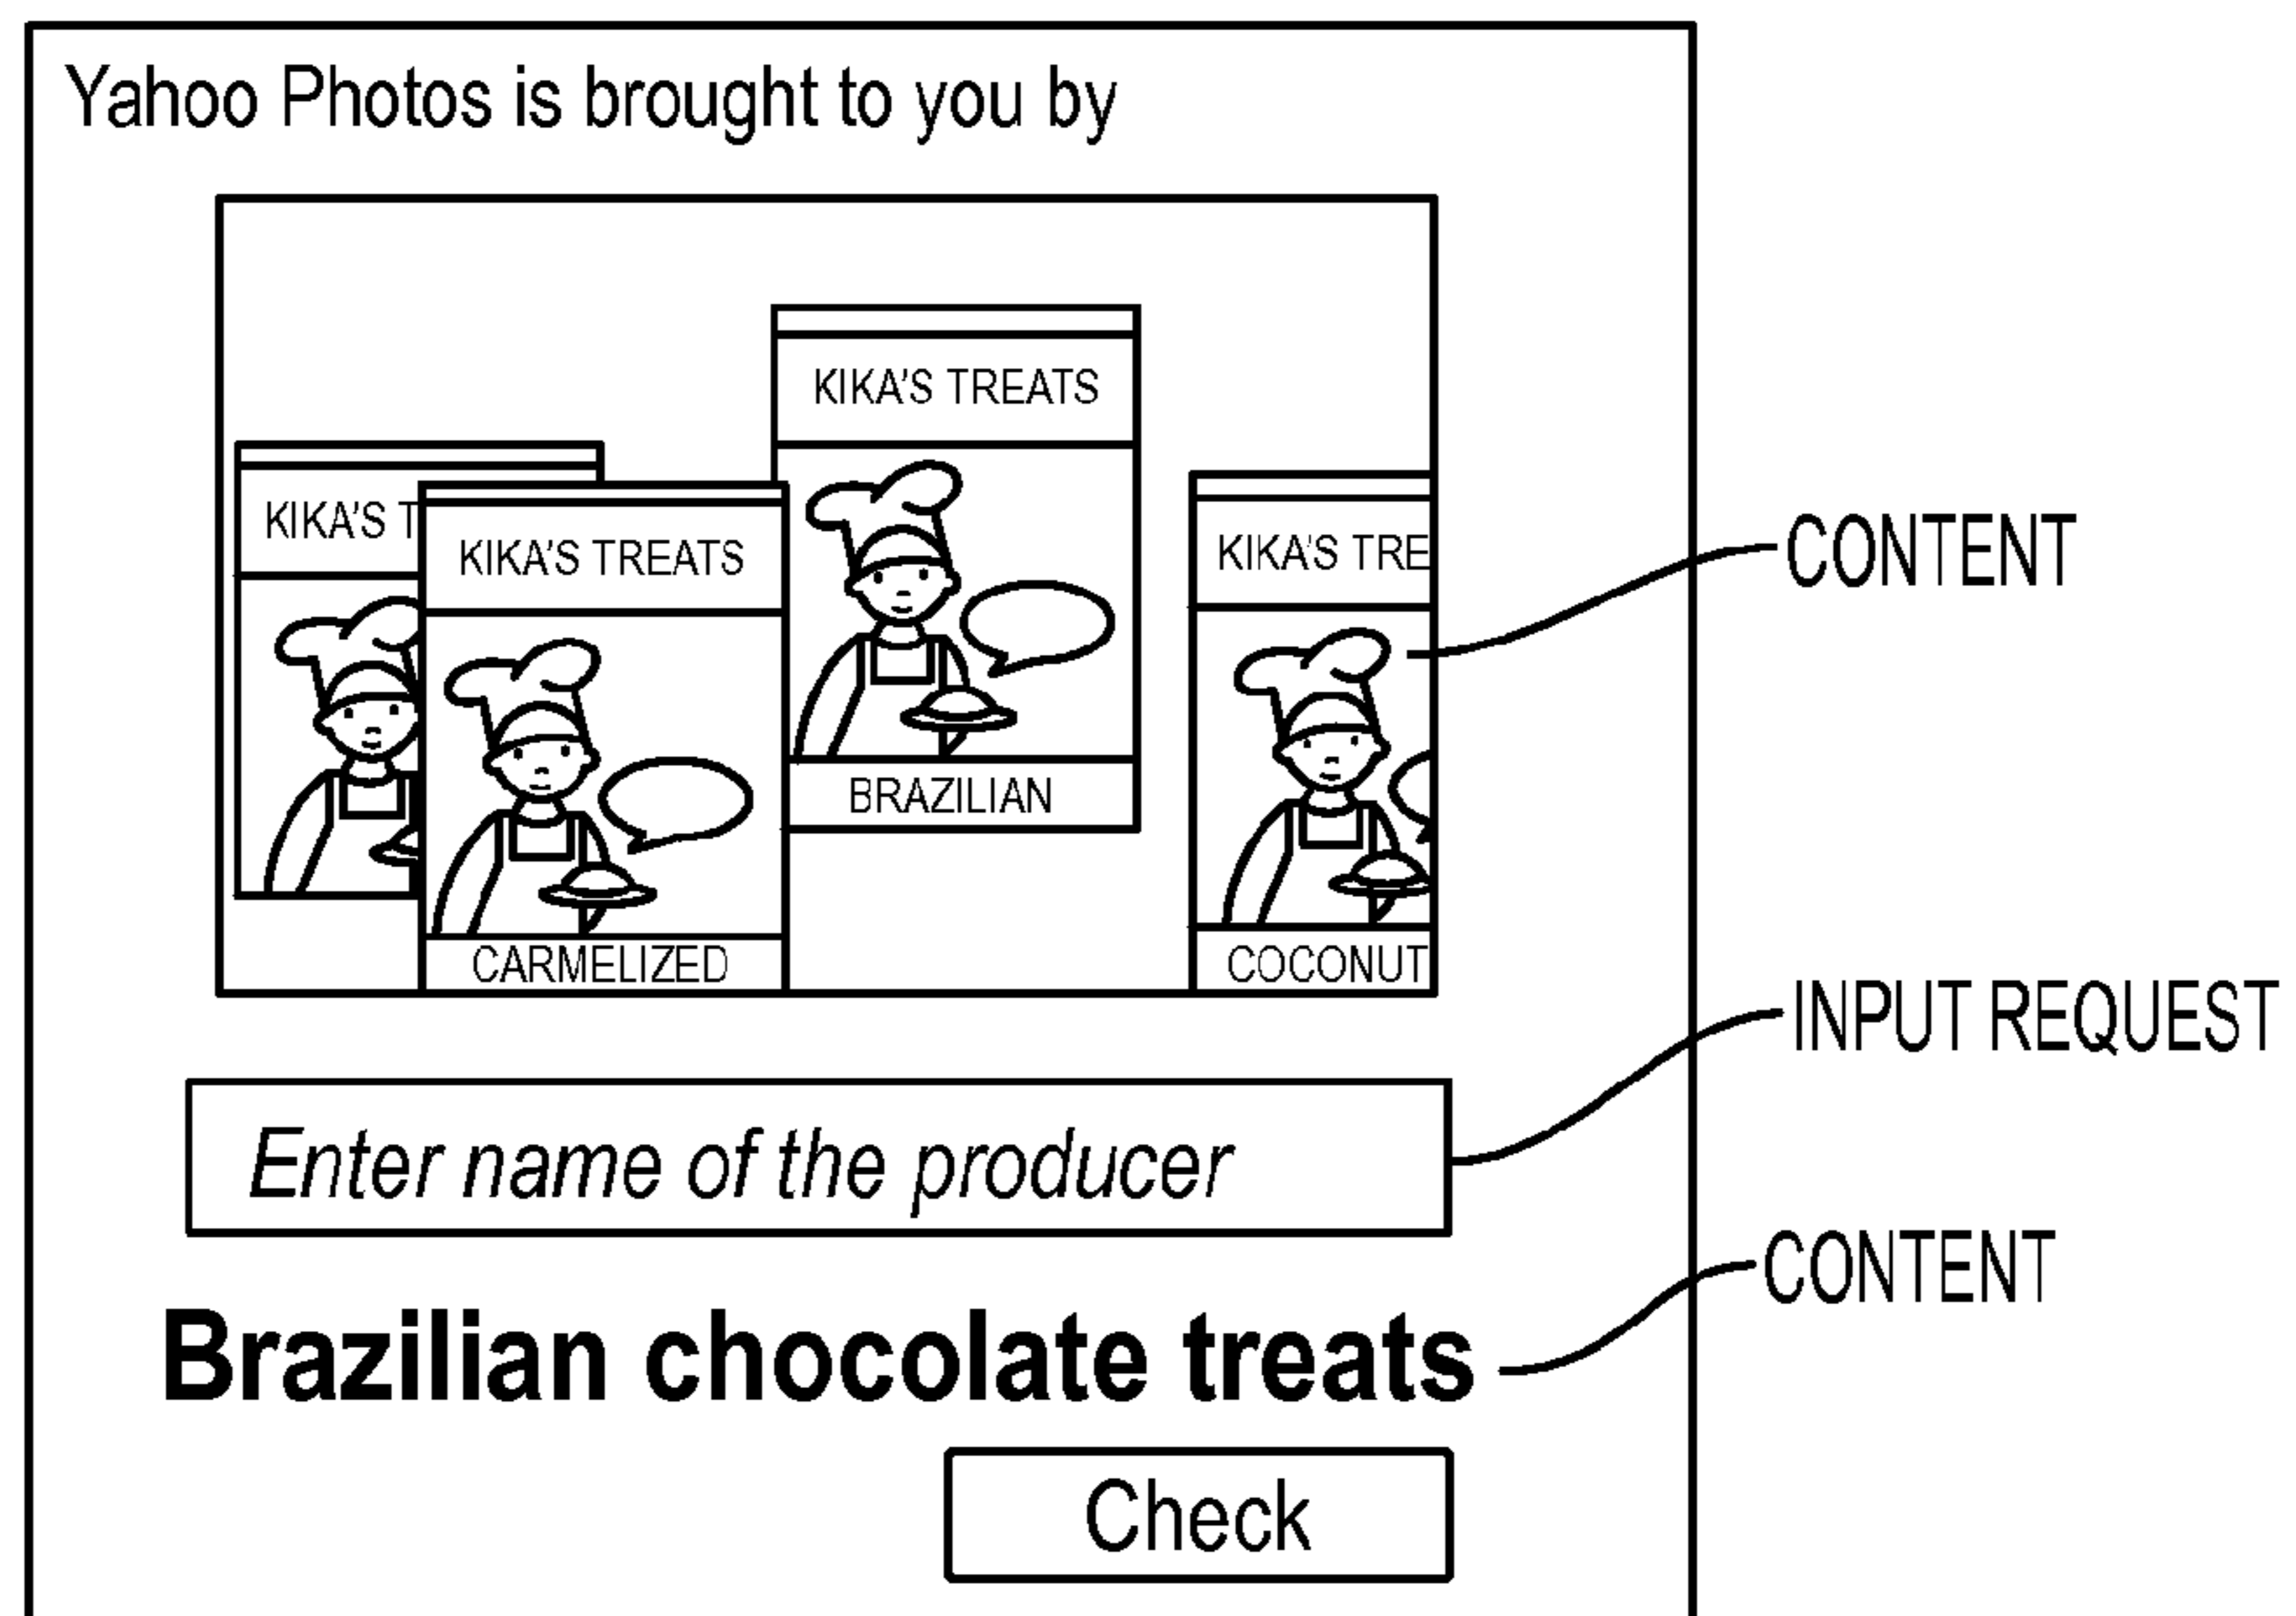 Yahoo Photos is brought to you by
KIKA'S TREATS
KIKA'S T
KIKA'S TREATS
KIKA'S TRE
CONTENT
BRAZILIAN
CARMELIZED
COCONUT
INPUT REQUEST
Enter name of the producer
CONTENT
Brazilian chocolate treats
Check